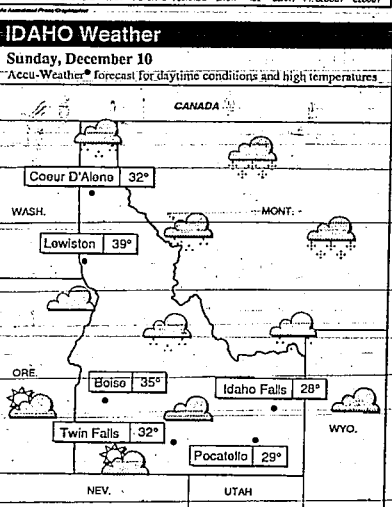 IDAHO Weather
Sunday, December 10
Accu-Weather® forecast for daytime conditions and high temperatures
CANADA
Coeur D'Alene 32°
WASH.
MONT.
Lewiston 39°
ORE.
Boise 35°
Idaho Falls 28°
WYO.
Twin Falls 32°
Pocatello 29°
NEV.
UTAH